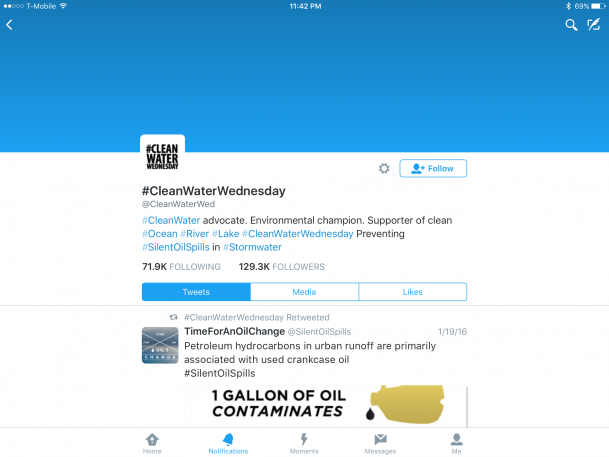 T-Mobile 11:42 PM 69%
#CLEAN
WATER
WEDNESDAY
Follow
#CleanWaterWednesday
@CleanWaterWed
#CleanWater advocate. Environmental champion. Supporter of clean
#Ocean #River #Lake #CleanWaterWednesday Preventing
#SilentOilSpills in #Stormwater
71.9K FOLLOWING 129.3K FOLLOWERS
Tweets Media Likes
#CleanWaterWednesday Retweeted
TimeForAnOilChange @SilentOilSpills 1/19/16
Petroleum hydrocarbons in urban runoff are primarily
associated with used crankcase oil
#SilentOilSpills
1 GALLON OF OIL
CONTAMINATES
Home Notifications Moments Messages Me